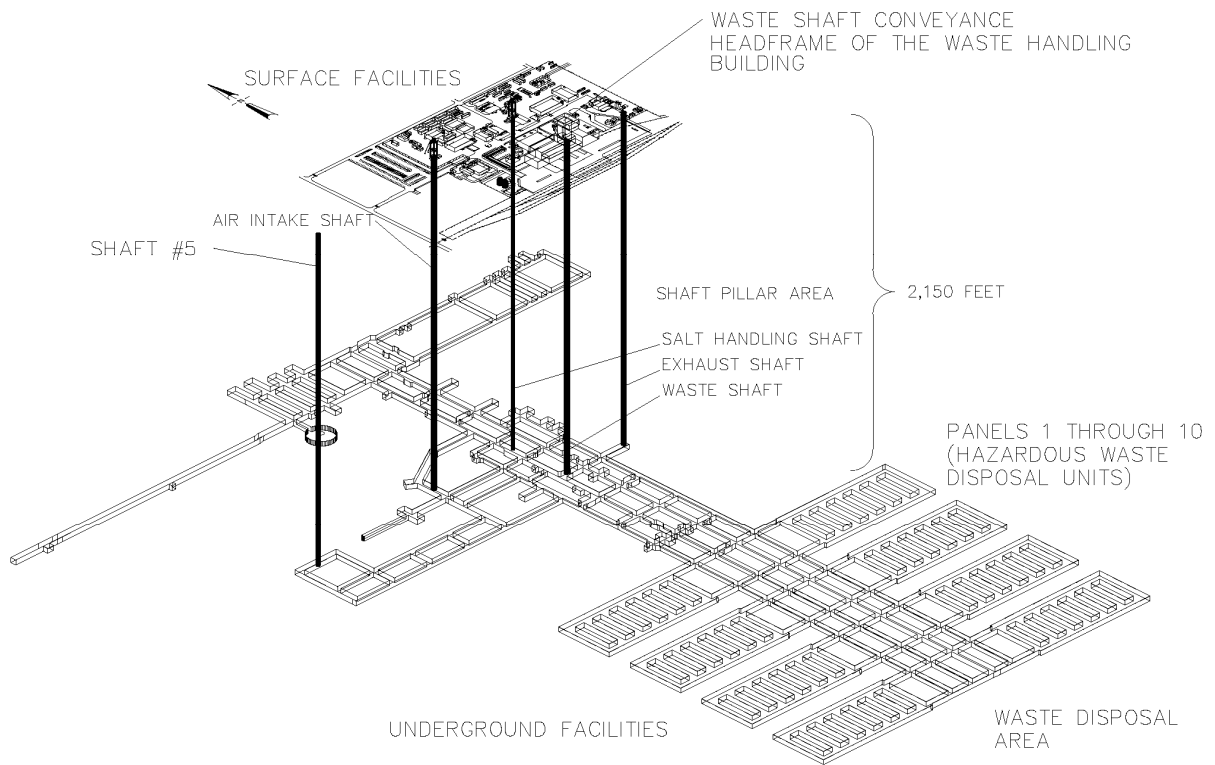 WASTE SHAFT CONVEYANCE
HEADFRAME OF THE WASTE HANDLING
BUILDING
SURFACE FACILITIES
AIR INTAKE SHAFT
SHAFT #5
SHAFT PILLAR AREA
2,150 FEET
SALT HANDLING SHAFT
EXHAUST SHAFT
WASTE SHAFT
PANELS 1 THROUGH 10
(HAZARDOUS WASTE
DISPOSAL UNITS)
UNDERGROUND FACILITIES
WASTE DISPOSAL
AREA